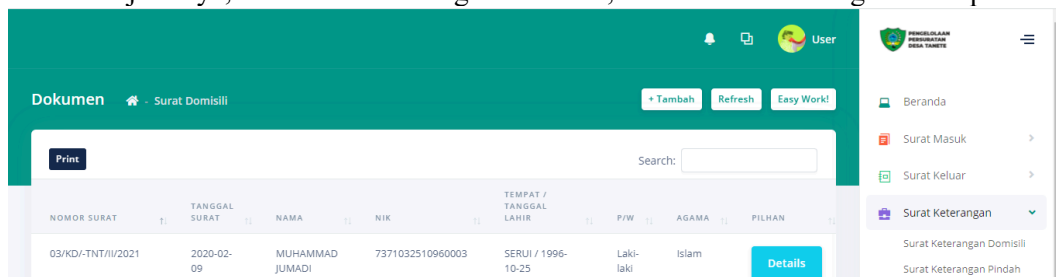 User
PENGELOLAAN
PERSURATAN
DESA TANETE
Dokumen - Surat Domisili
+ Tambah Refresh Easy Work!
Beranda
Surat Masuk
Surat Keluar
Surat Keterangan
Surat Keterangan Domisili
Surat Keterangan Pindah
Print
Search:
NOMOR SURAT TANGGAL SURAT NAMA NIK TEMPAT / TANGGAL LAHIR P/W AGAMA PILHAN
03/KD/-TNT/II/2021 2020-02-09 MUHAMMAD JUMADI 7371032510960003 SERUI / 1996-10-25 Laki-laki Islam Details